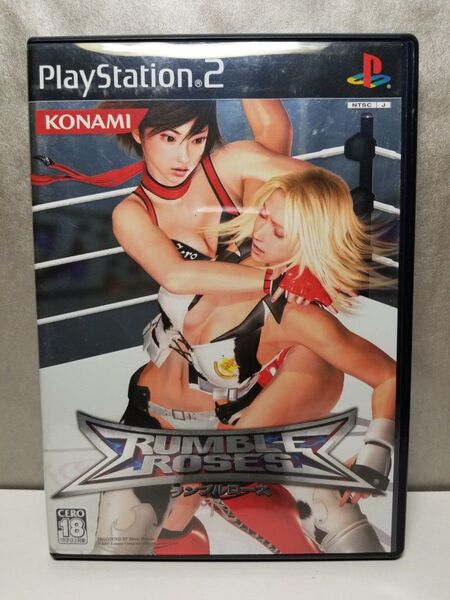 PlayStation®2
NTSC J
KONAMI
RUMBLE
ROSES
ランブルローズ
CERO
18